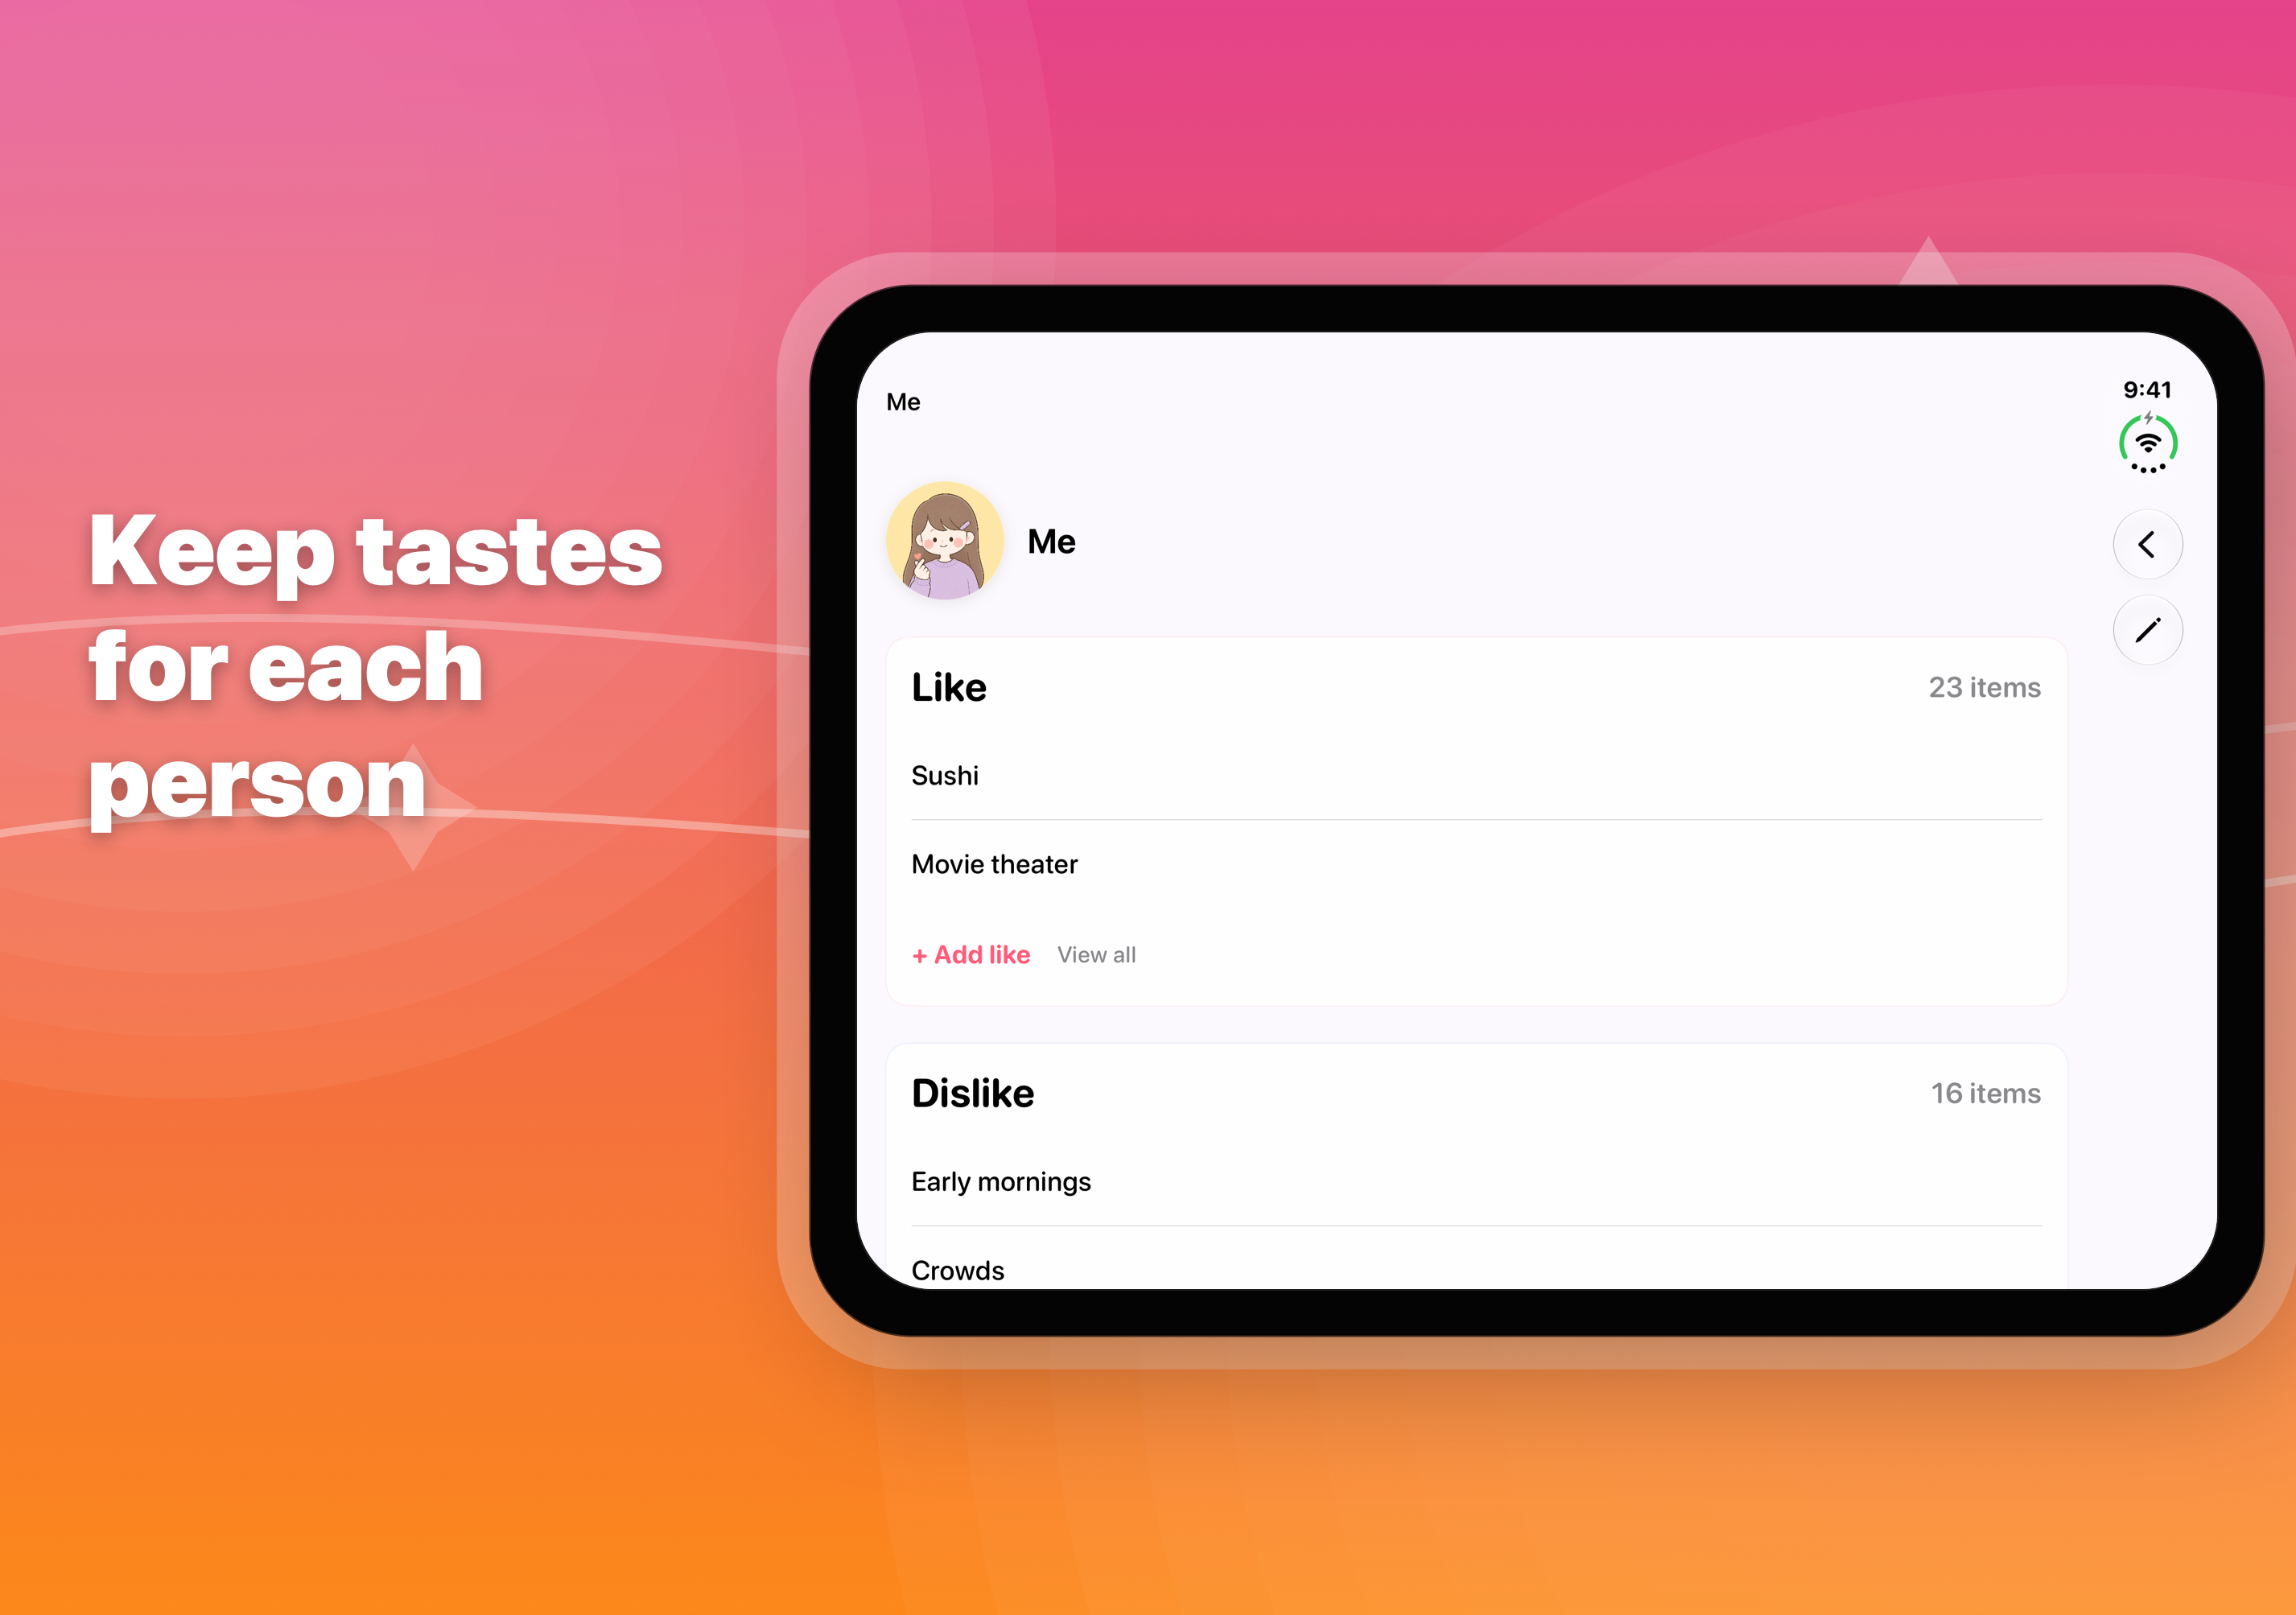 Keep tastes
for each
person
Me
9:41
Me
Like
23 items
Sushi
Movie theater
+ Add like
View all
Dislike
16 items
Early mornings
Crowds